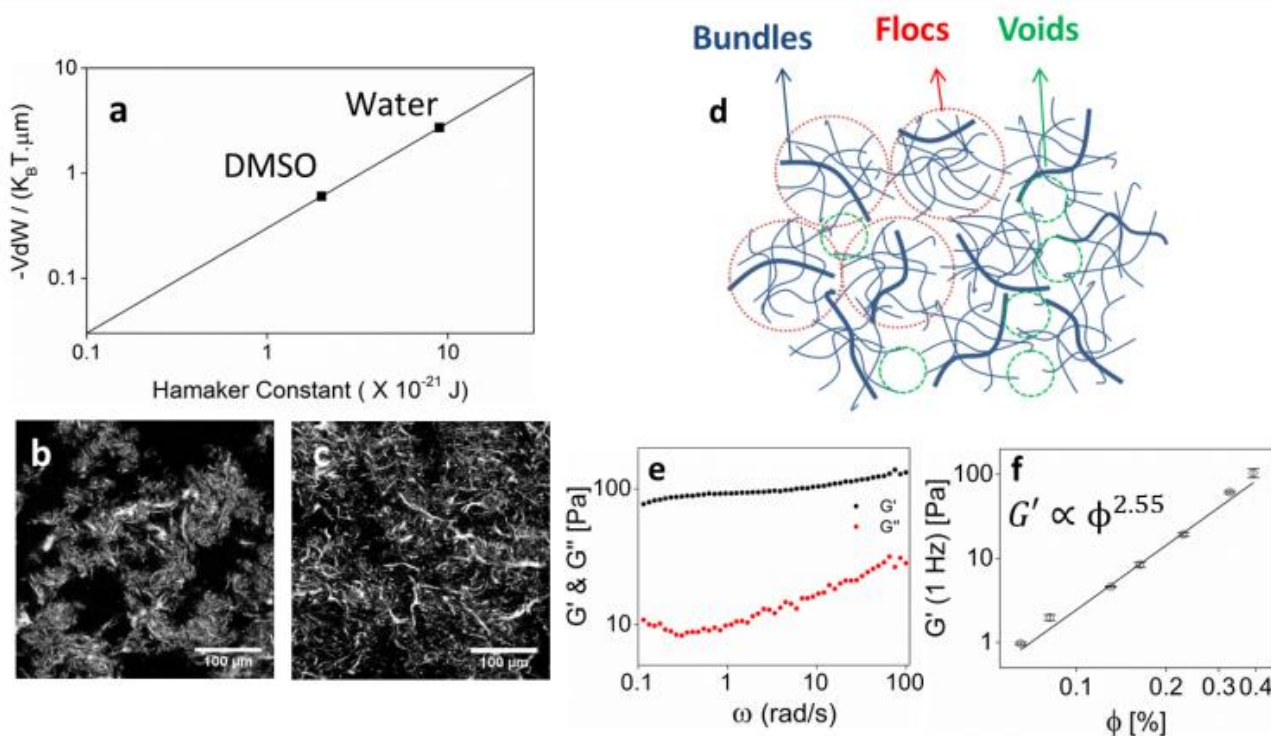 Bundles Flocs Voids
a
10
1
0.1
-VdW / (K_BT.μm)
Water
DMSO
0.1 1 10
Hamaker Constant ( X 10⁻²¹ J)
d
b
100 μm
c
100 μm
e
100
10
G' & G'' [Pa]
G'
G''
0.1 1 10 100
ω (rad/s)
f
G' ∝ ϕ^2.55
100
10
1
G' (1 Hz) [Pa]
0.1 0.2 0.3 0.4
ϕ [%]